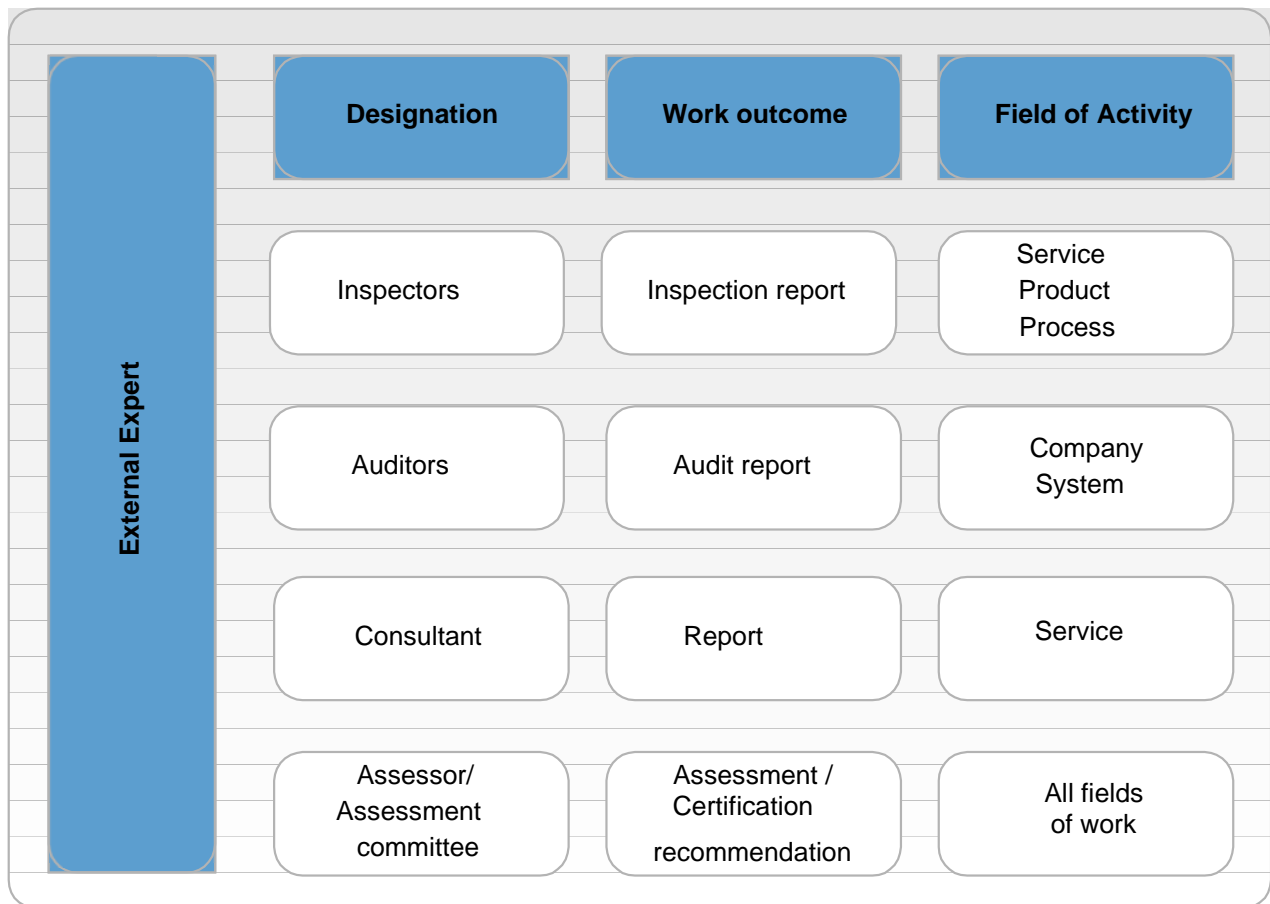 External Expert
Designation
Work outcome
Field of Activity
Inspectors
Inspection report
Service
Product
Process
Auditors
Audit report
Company
System
Consultant
Report
Service
Assessor/
Assessment
committee
Assessment /
Certification
recommendation
All fields
of work